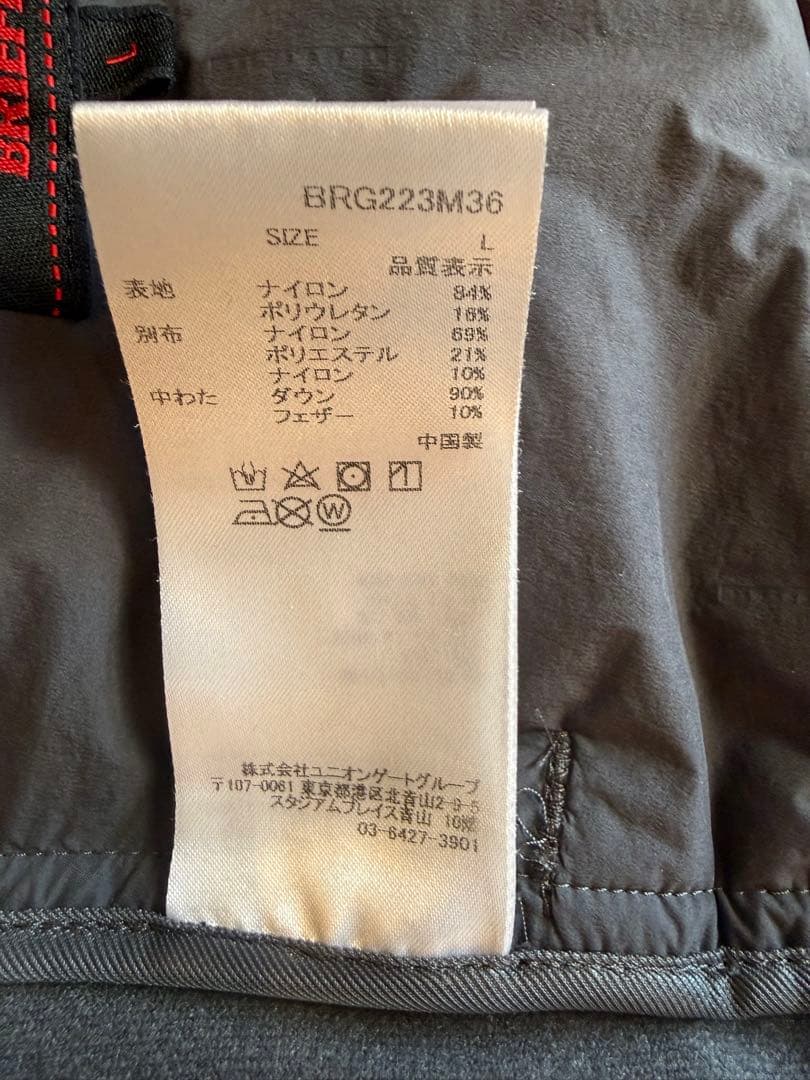 BRIEF
L
BRG223M36
SIZE L
品質表示
表地 ナイロン 84%
ポリウレタン 16%
別布 ナイロン 69%
ポリエステル 21%
ナイロン 10%
中わた ダウン 90%
フェザー 10%
中国製
W
株式会社ユニオンゲートグループ
〒107-0061 東京都港区北青山2-9-5
スタジアムプレイス青山 10階
03-6427-3901